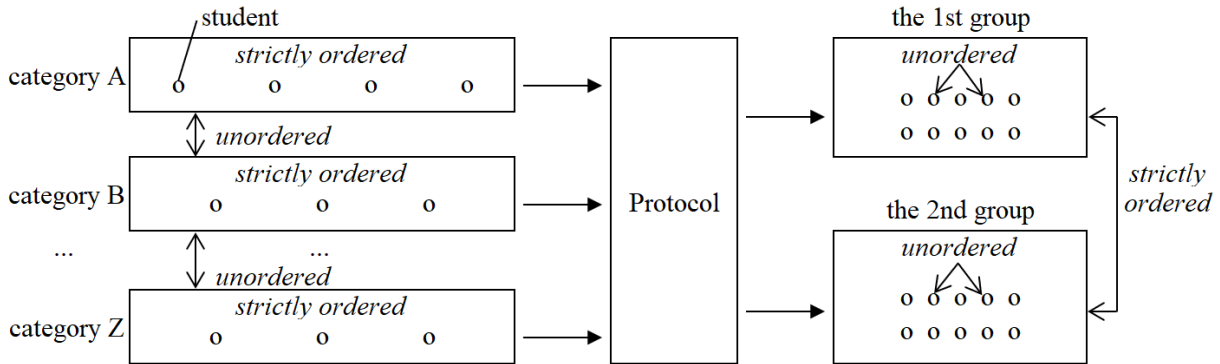 student
the 1st group
category A
strictly ordered
o o o o
unordered
o o o o o
o o o o o
unordered
category B
strictly ordered
o o o
Protocol
strictly
ordered
the 2nd group
unordered
o o o o o
o o o o o
... ...
unordered
category Z
strictly ordered
o o o